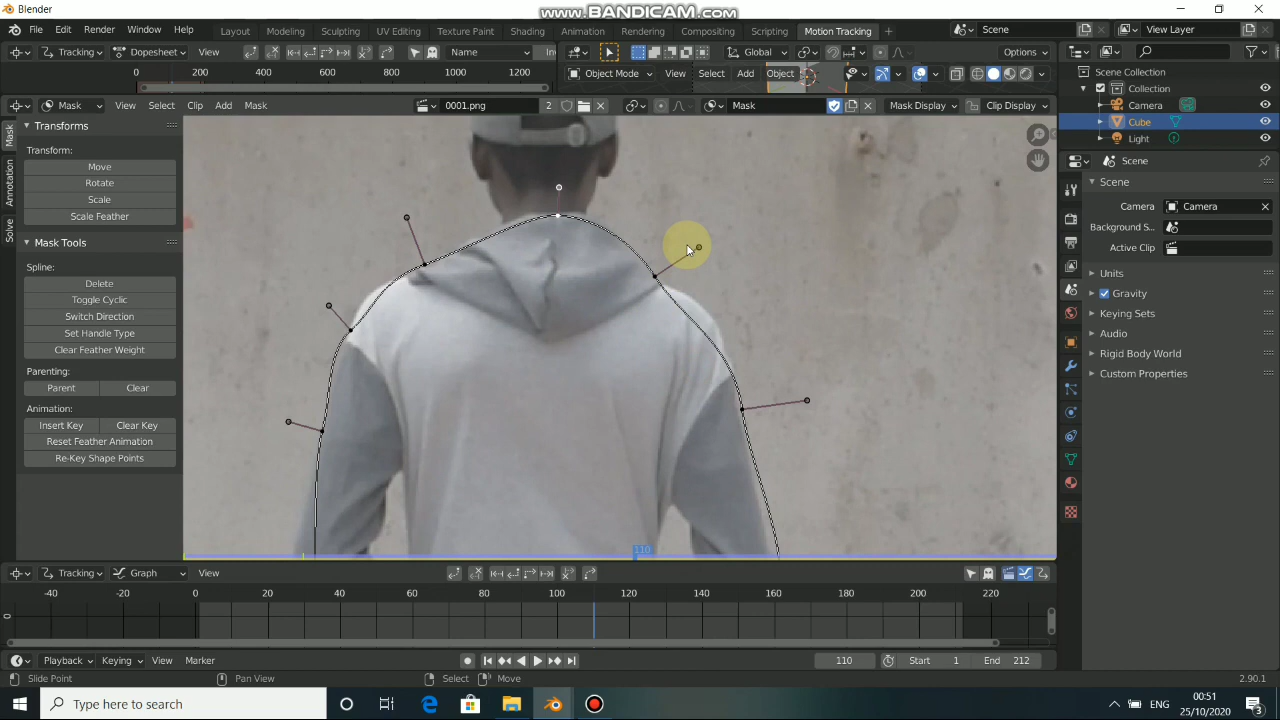 Blender
www.BANDICAM.com
File Edit Render Window Help
Layout Modeling Sculpting UV Editing Texture Paint Shading Animation Rendering Compositing Scripting Motion Tracking +
Scene
View Layer
Tracking Dopesheet View Name In
Global Options
0 200 400 600 800 1000 1200
Object Mode View Select Add Object
Mask View Select Clip Add Mask 0001.png 2 Mask Mask Display Clip Display
Scene Collection
Collection
Camera
Cube
Light
Mask
Annotation
Solve
Transforms
Transform:
Move
Rotate
Scale
Scale Feather
Mask Tools
Spline:
Delete
Toggle Cyclic
Switch Direction
Set Handle Type
Clear Feather Weight
Parenting:
Parent Clear
Animation:
Insert Key Clear Key
Reset Feather Animation
Re-Key Shape Points
Scene
Scene
Camera Camera
Background S...
Active Clip
Units
Gravity
Keying Sets
Audio
Rigid Body World
Custom Properties
110
Tracking Graph View
-40 -20 0 20 40 60 80 100 120 140 160 180 200 220
0
Playback Keying View Marker 110 Start 1 End 212
Slide Point Pan View Select Move 2.90.1
Type here to search
ENG
00:51
25/10/2020
3